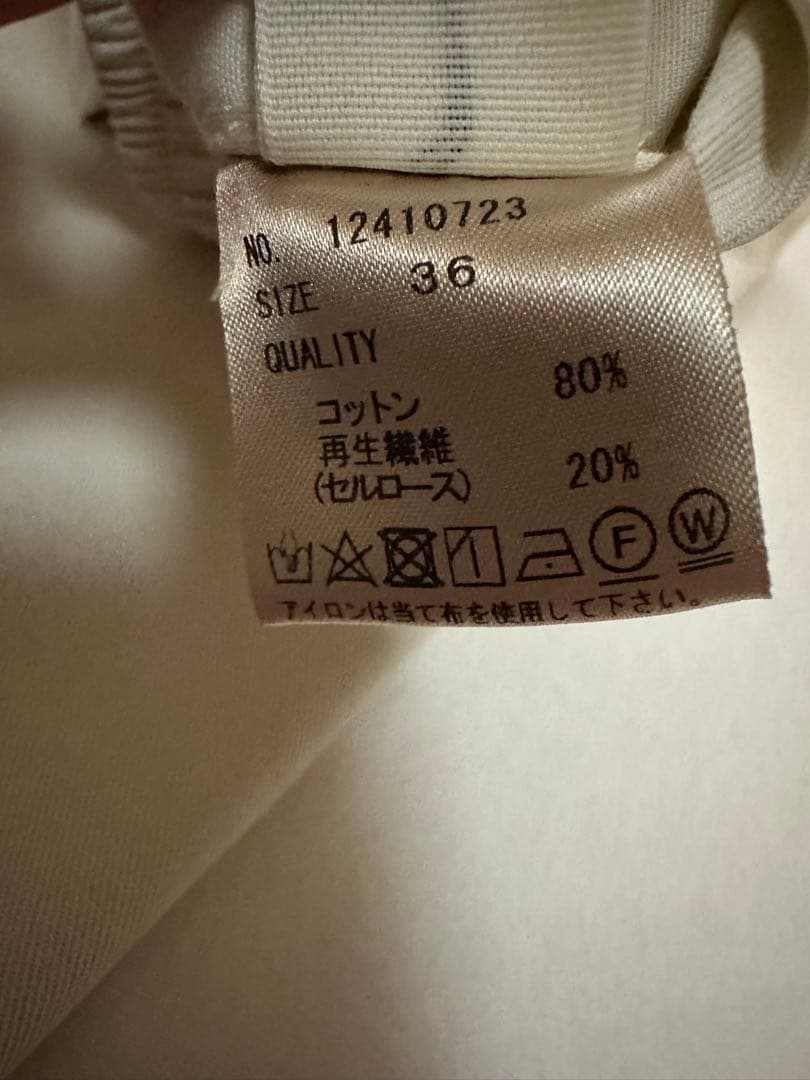 NO. 12410723
SIZE 36
QUALITY
コットン 80%
再生繊維
(セルロース) 20%
F W
アイロンは当て布を使用して下さい。